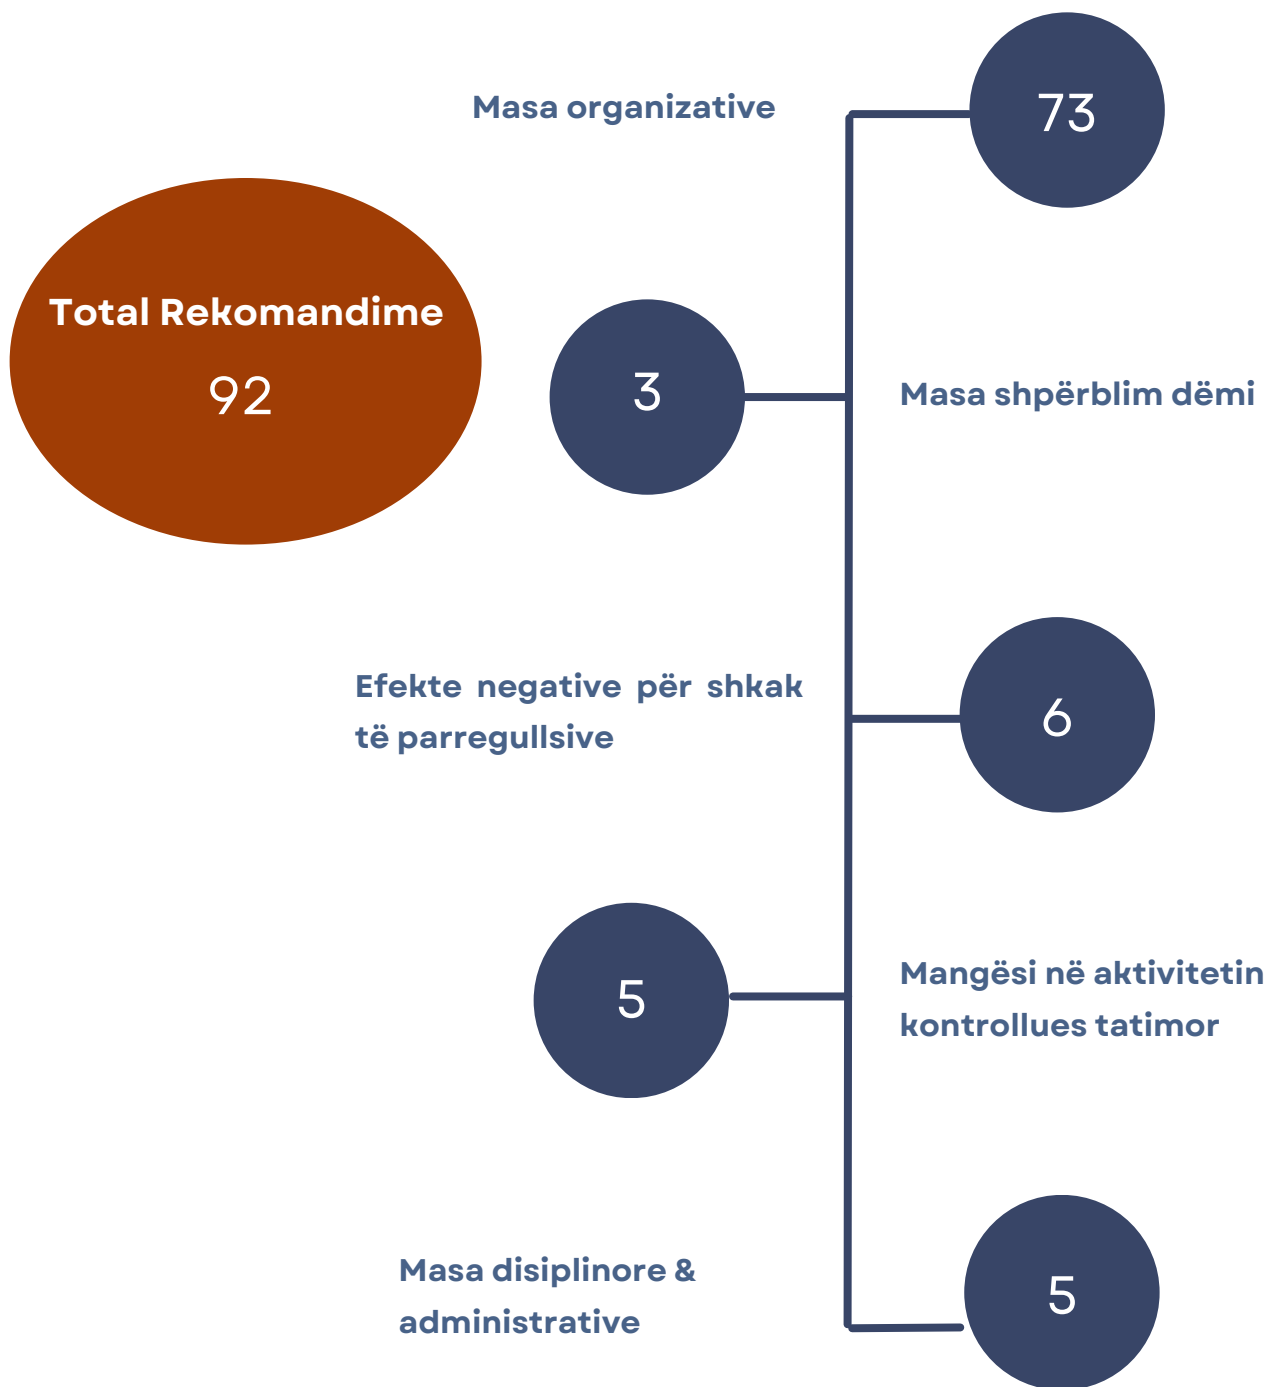 Masa organizative
73
Total Rekomandime
92
3
Masa shpërblim dëmi
Efekte negative për shkak
të parregullsive
6
5
Mangësi në aktivitetin
kontrollues tatimor
Masa disiplinore &
administrative
5